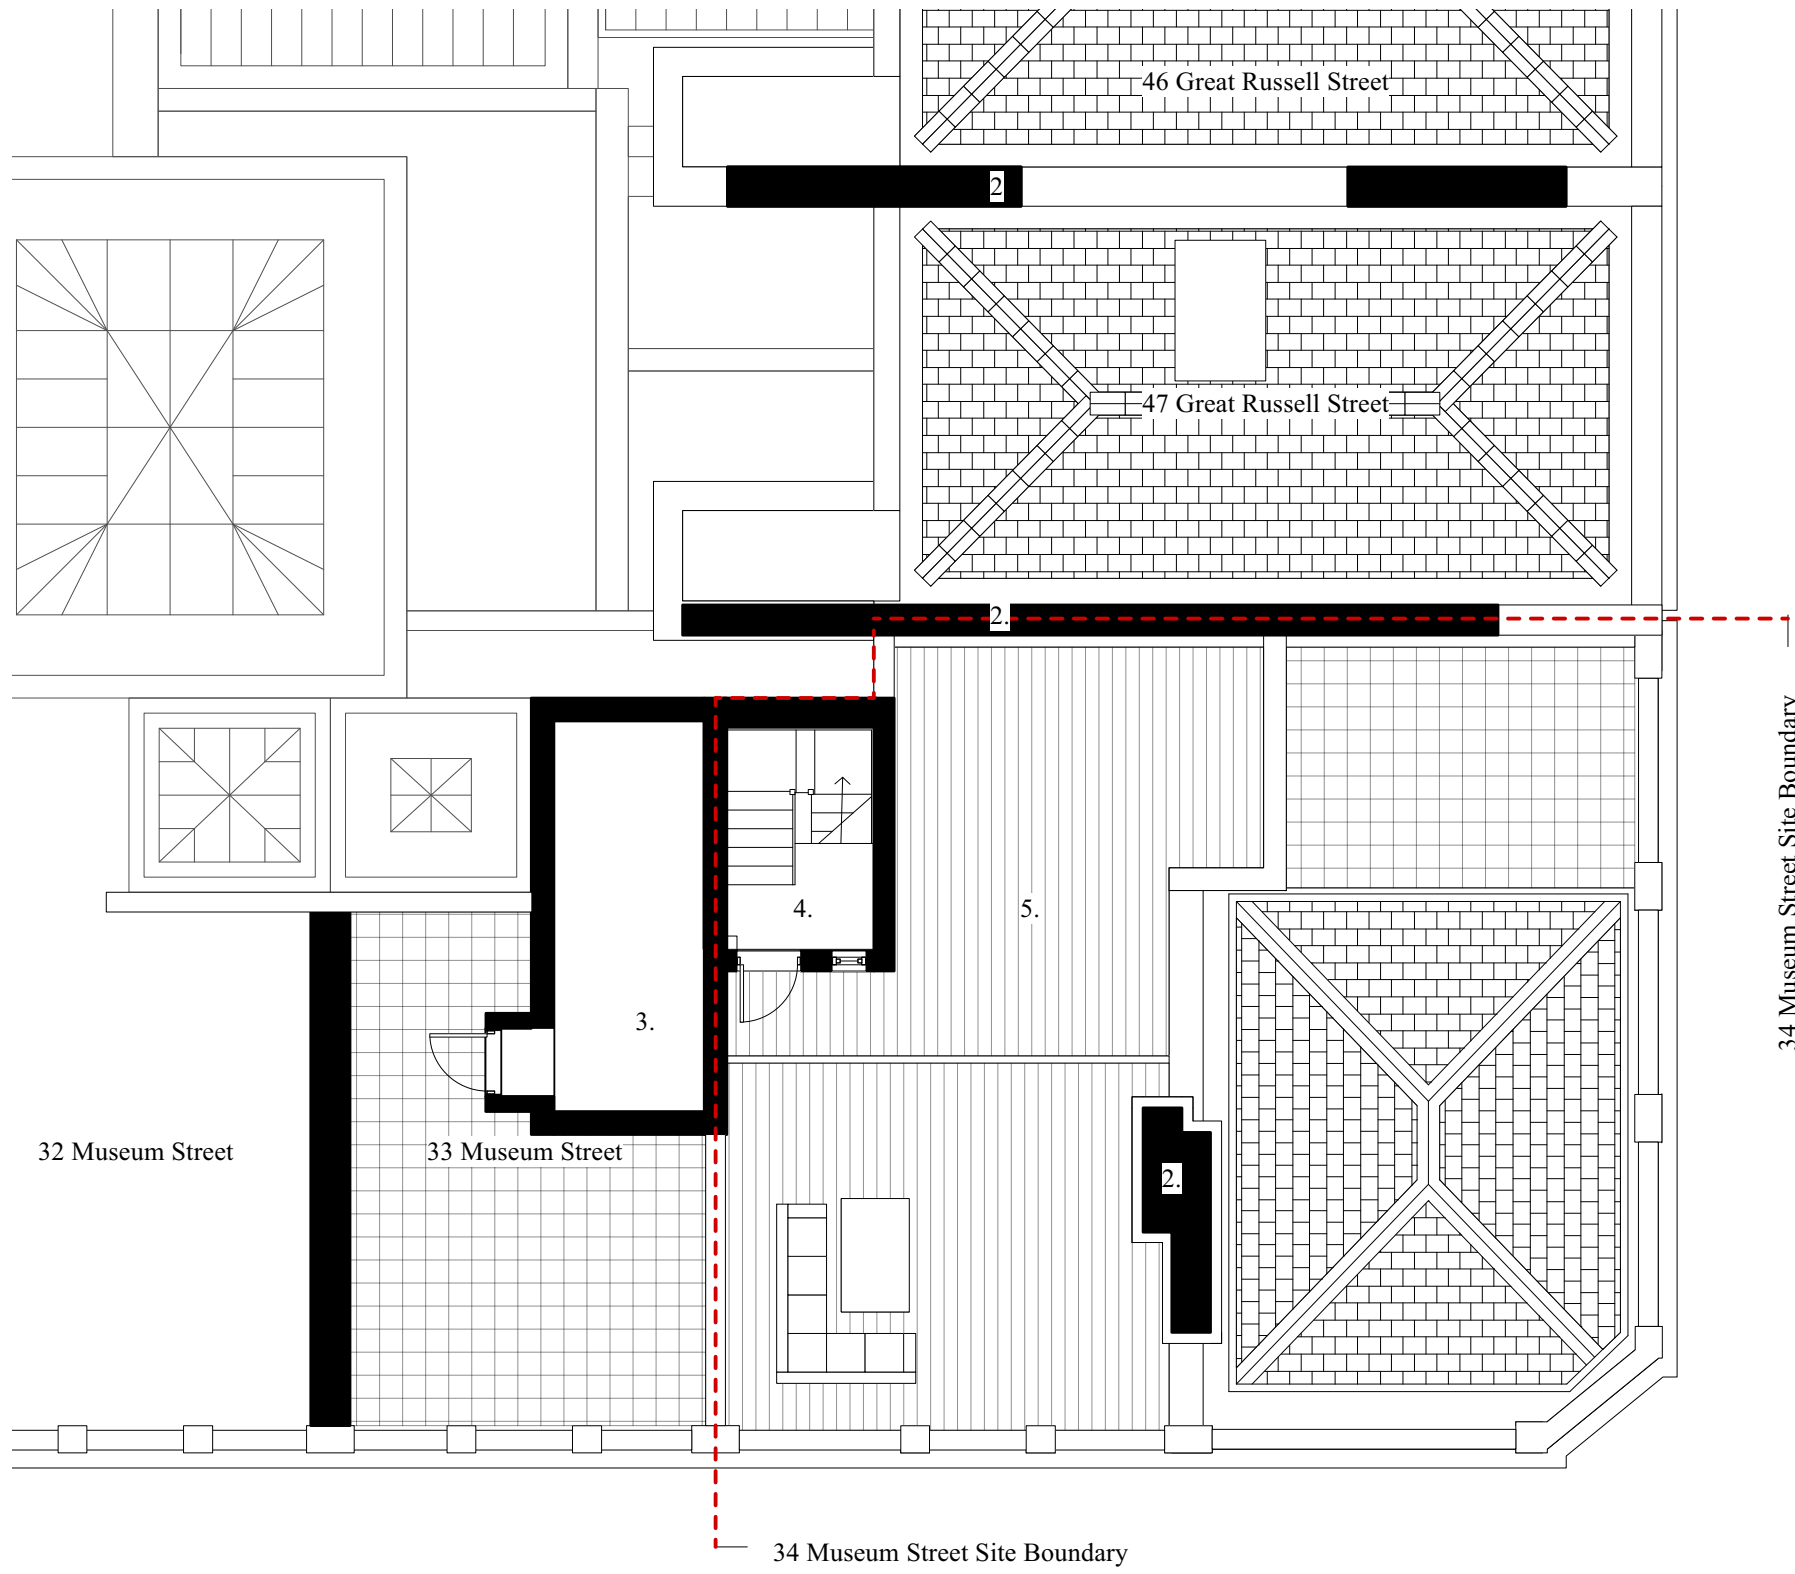 46 Great Russell Street
2
47 Great Russell Street
2.
34 Museum Street Site Boundary
4.
5.
3.
32 Museum Street
33 Museum Street
2.
34 Museum Street Site Boundary